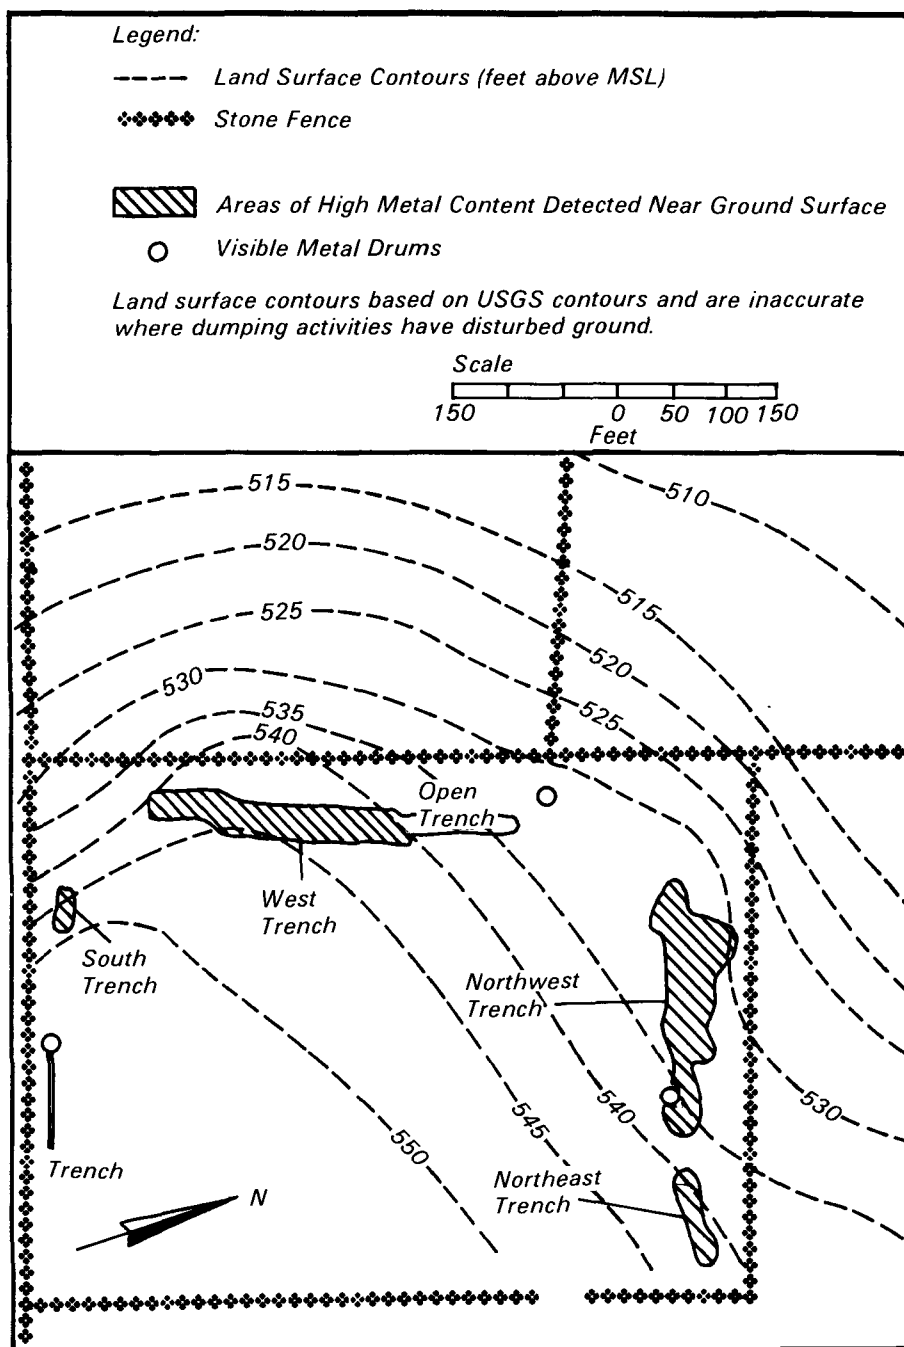 Legend:
Land Surface Contours (feet above MSL)
Stone Fence
Areas of High Metal Content Detected Near Ground Surface
Visible Metal Drums
Land surface contours based on USGS contours and are inaccurate
where dumping activities have disturbed ground.
Scale
150 0 50 100 150
Feet
515
510
520
515
525
520
530
525
535
540
Open
Trench
West
Trench
South
Trench
Northwest
Trench
530
540
545
550
Trench
Northeast
Trench
N